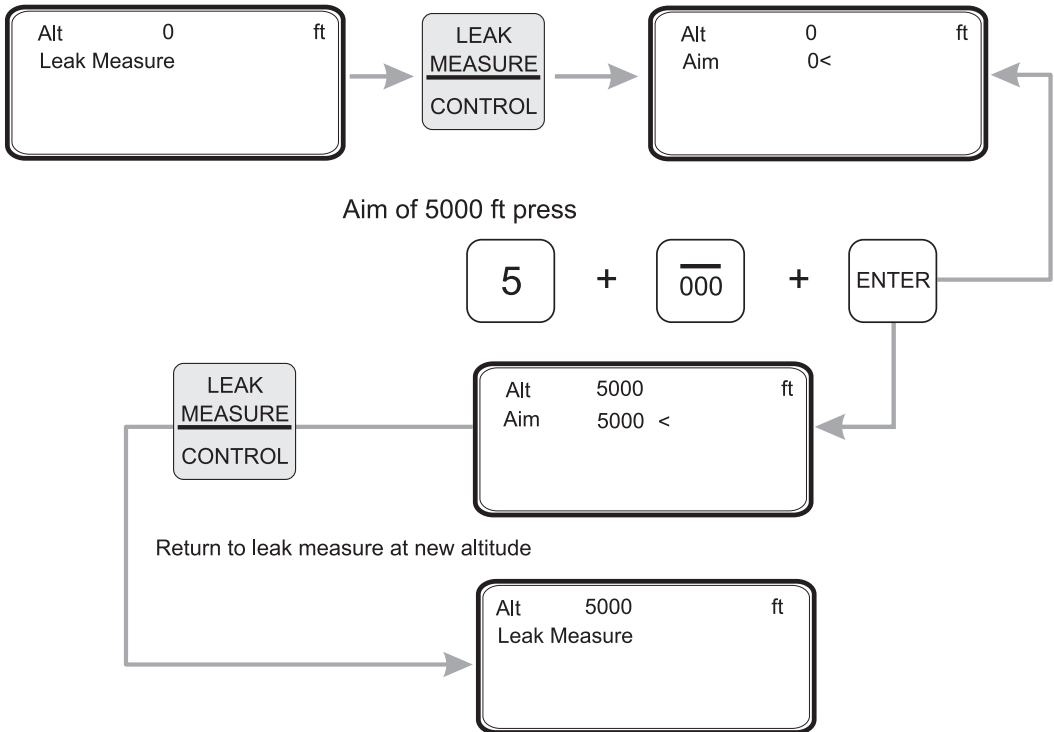 Alt 0 ft
Leak Measure
LEAK
MEASURE
CONTROL
Alt 0 ft
Aim 0<
Aim of 5000 ft press
5 + 000 + ENTER
LEAK
MEASURE
CONTROL
Alt 5000 ft
Aim 5000 <
Return to leak measure at new altitude
Alt 5000 ft
Leak Measure